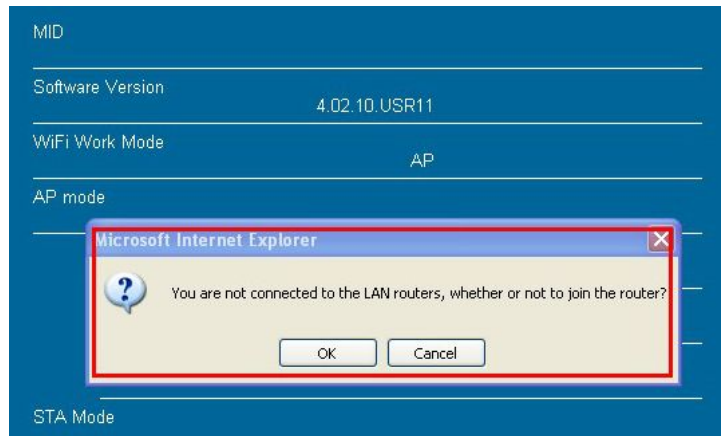 MID
Software Version
4.02.10.USR11
WiFi Work Mode
AP
AP mode
Microsoft Internet Explorer
You are not connected to the LAN routers, whether or not to join the router?
OK Cancel
STA Mode